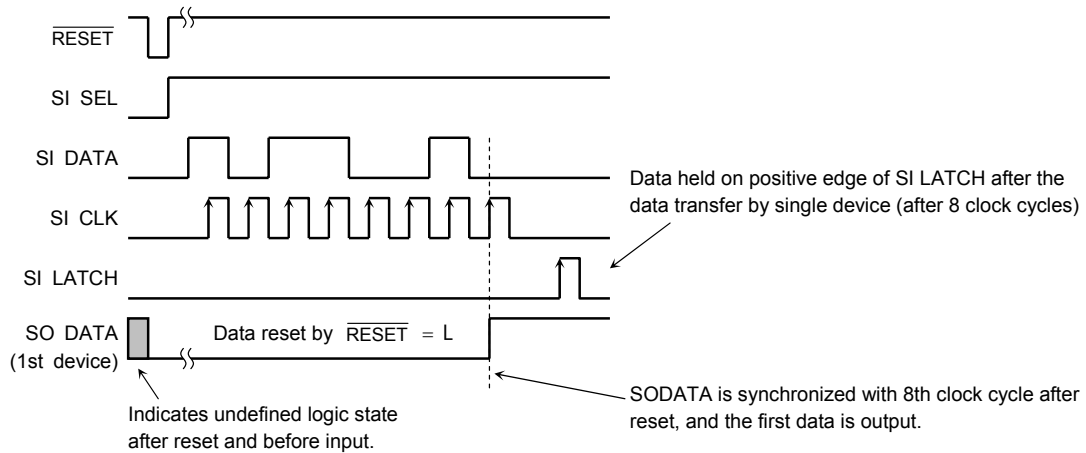 RESET
SI SEL
SI DATA
SI CLK
SI LATCH
SO DATA
(1st device)
Data reset by RESET = L
Data held on positive edge of SI LATCH after the
data transfer by single device (after 8 clock cycles)
Indicates undefined logic state
after reset and before input.
SODATA is synchronized with 8th clock cycle after
reset, and the first data is output.